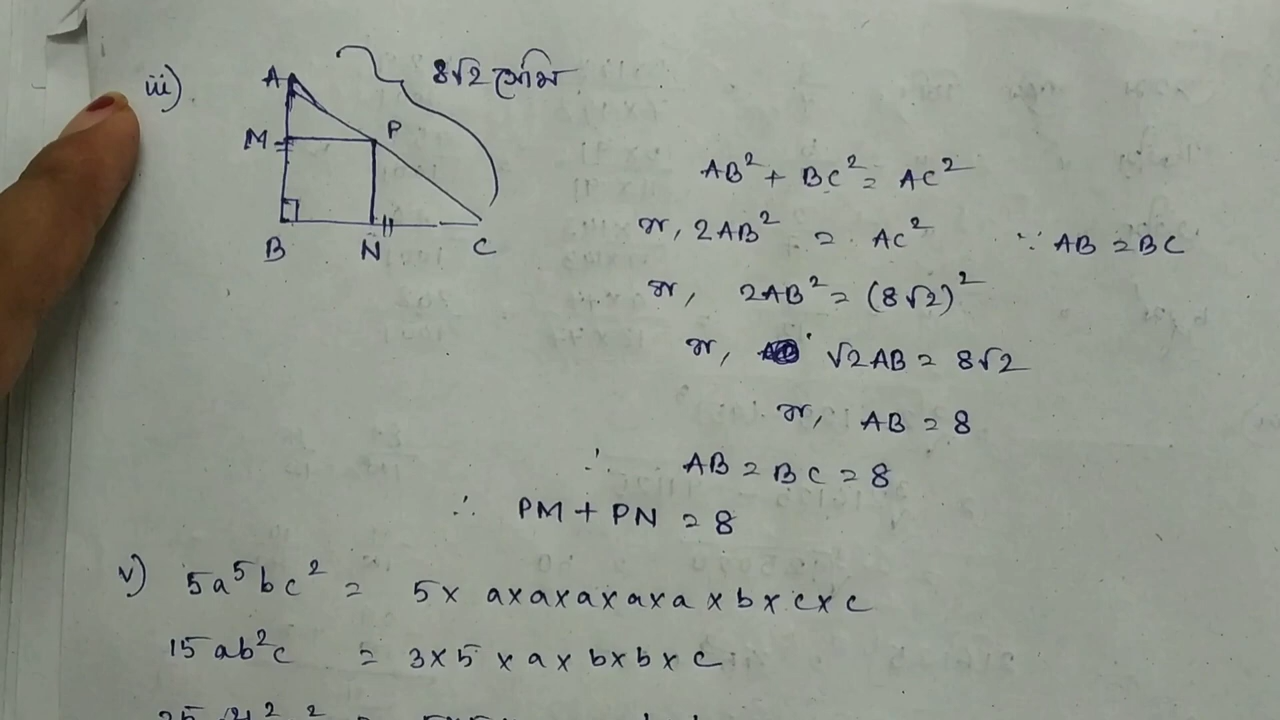 iii)
A
8√2 সেমি
M
P
B N C
AB² + BC² = AC²
বা, 2AB² = AC² ∵ AB = BC
বা, 2AB² = (8√2)²
বা, √2AB = 8√2
বা, AB = 8
∴ AB = BC = 8
∴ PM + PN = 8
v) 5a⁵bc² = 5× a×a×a×a×a × b × c × c
15ab²c = 3×5 × a × b×b × c